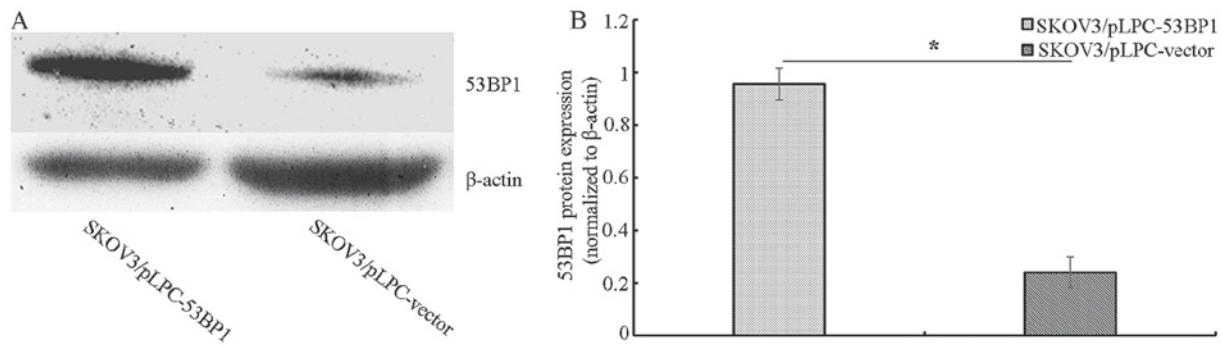 A
53BP1
β-actin
SKOV3/pLPC-53BP1
SKOV3/pLPC-vector
B
53BP1 protein expression
(normalized to β-actin)
1.2
1
0.8
0.6
0.4
0.2
0
*
SKOV3/pLPC-53BP1
SKOV3/pLPC-vector